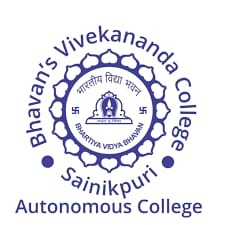 Bhavan's Vivekananda College
भारतीय विद्या भवन
BHARTIYA VIDYA BHAVAN
Sainikpuri
Autonomous College